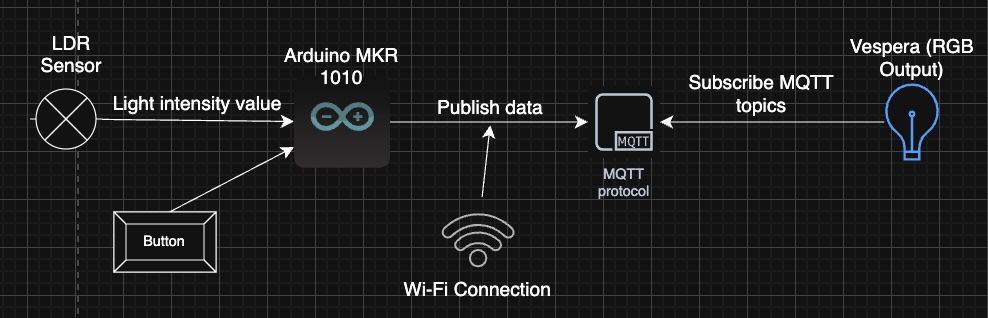 LDR
Sensor
Light intensity value
Arduino MKR
1010
Publish data
MQTT
MQTT
protocol
Subscribe MQTT
topics
Vespera (RGB
Output)
Button
Wi-Fi Connection